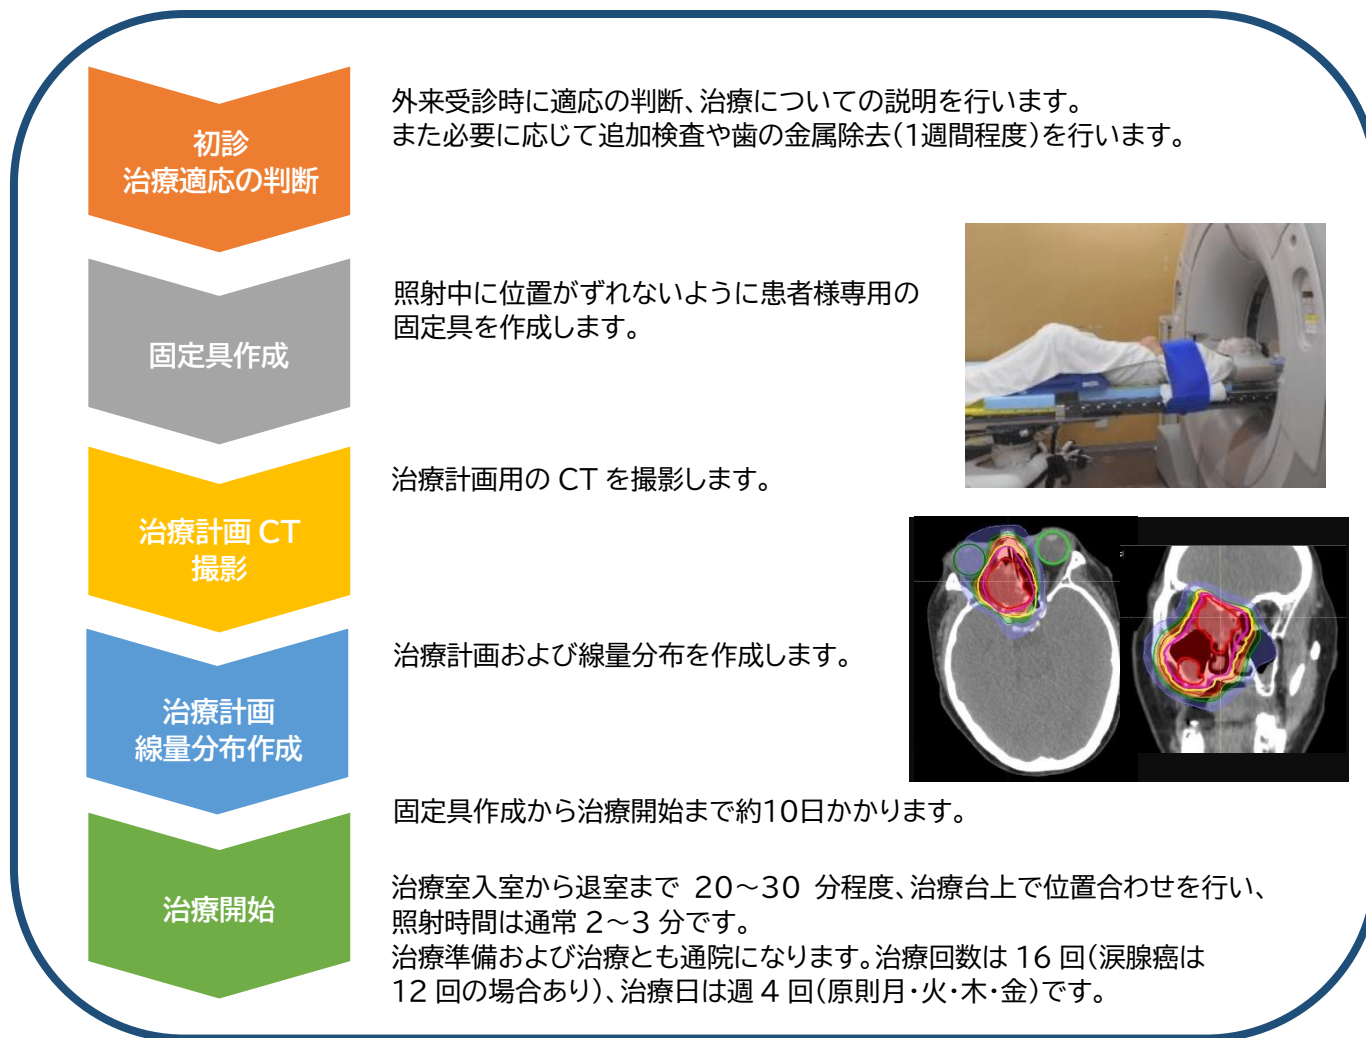 初診
治療適応の判断
外来受診時に適応の判断、治療についての説明を行います。
また必要に応じて追加検査や歯の金属除去(1週間程度)を行います。
固定具作成
照射中に位置がずれないように患者様専用の
固定具を作成します。
治療計画 CT
撮影
治療計画用の CT を撮影します。
治療計画
線量分布作成
治療計画および線量分布を作成します。
固定具作成から治療開始まで約10日かかります。
治療開始
治療室入室から退室まで 20~30 分程度、治療台上で位置合わせを行い、
照射時間は通常 2~3 分です。
治療準備および治療とも通院になります。治療回数は 16 回(涙腺癌は
12 回の場合あり)、治療日は週 4 回(原則月・火・木・金)です。